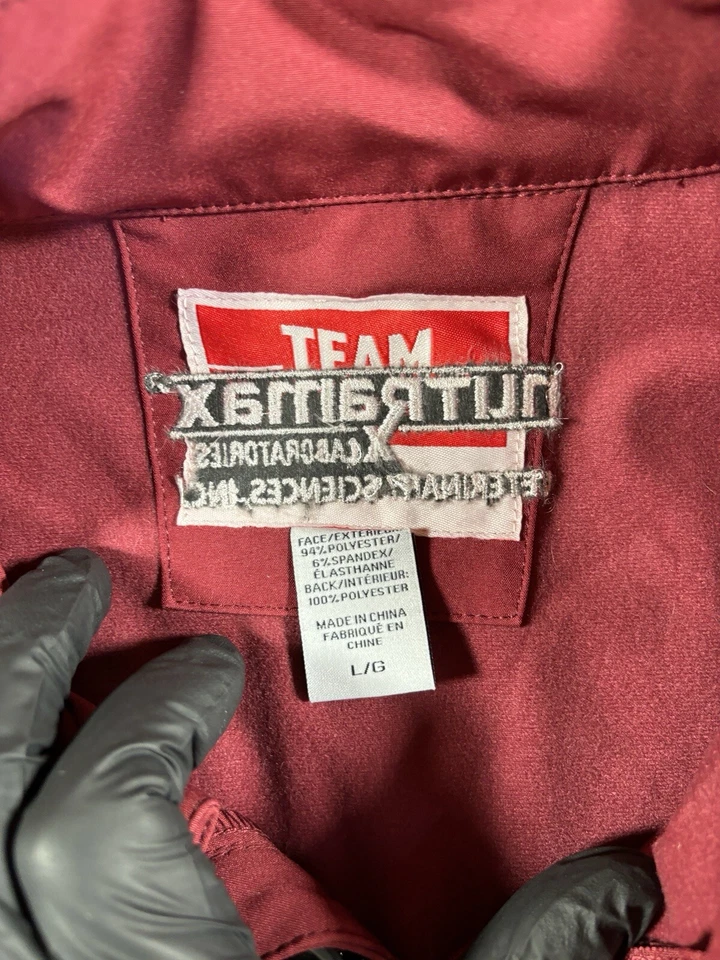 TEAM
nutramax
LABORATORIES
VETERINARY SCIENCES, INC.
FACE/EXTÉRIEUR:
94% POLYESTER/
6% SPANDEX/
ÉLASTHANNE
BACK/INTÉRIEUR:
100% POLYESTER
MADE IN CHINA
FABRIQUÉ EN
CHINE
L/G